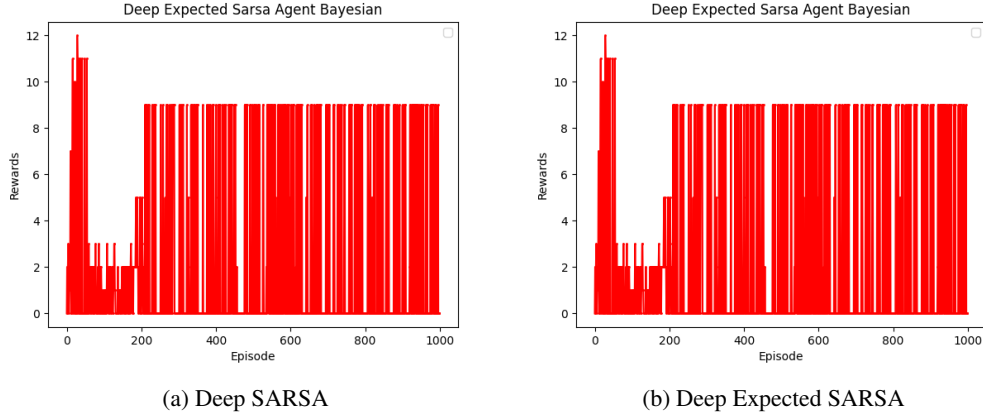 Deep Expected Sarsa Agent Bayesian
12
10
8
6
4
2
0
Rewards
0 200 400 600 800 1000
Episode
(a) Deep SARSA
Deep Expected Sarsa Agent Bayesian
12
10
8
6
4
2
0
Rewards
0 200 400 600 800 1000
Episode
(b) Deep Expected SARSA